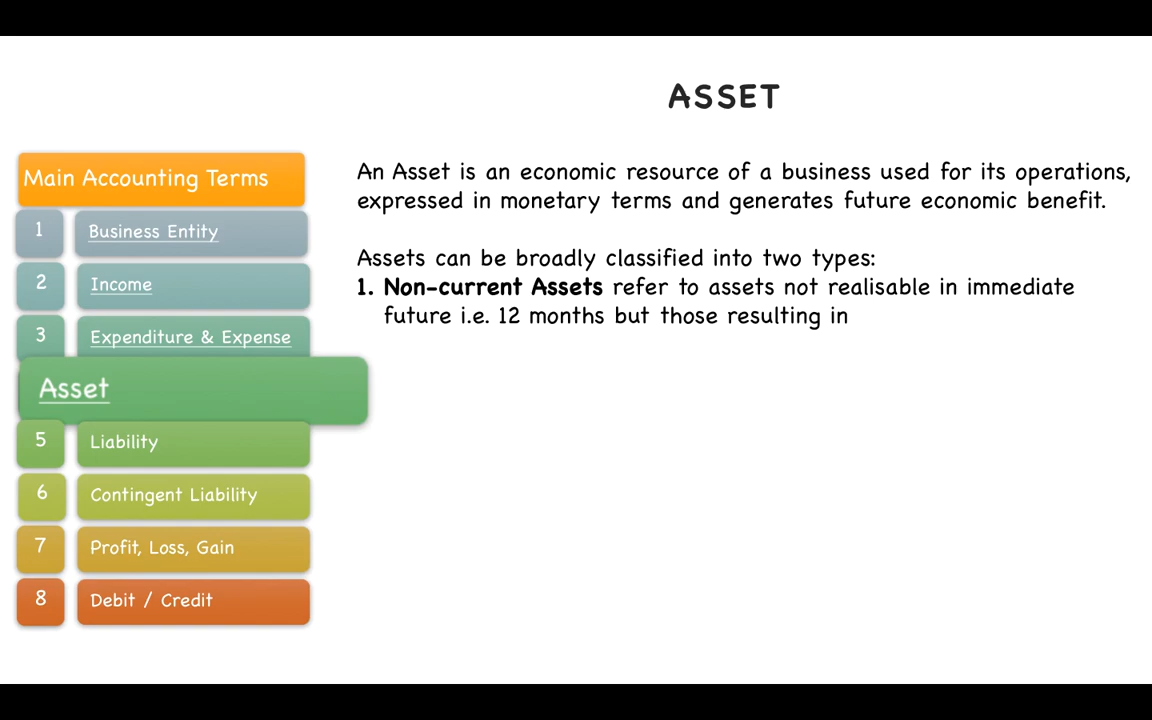 ASSET
Main Accounting Terms
1 Business Entity
2 Income
3 Expenditure & Expense
Asset
5 Liability
6 Contingent Liability
7 Profit, Loss, Gain
8 Debit / Credit
An Asset is an economic resource of a business used for its operations,
expressed in monetary terms and generates future economic benefit.
Assets can be broadly classified into two types:
1. Non-current Assets refer to assets not realisable in immediate
future i.e. 12 months but those resulting in